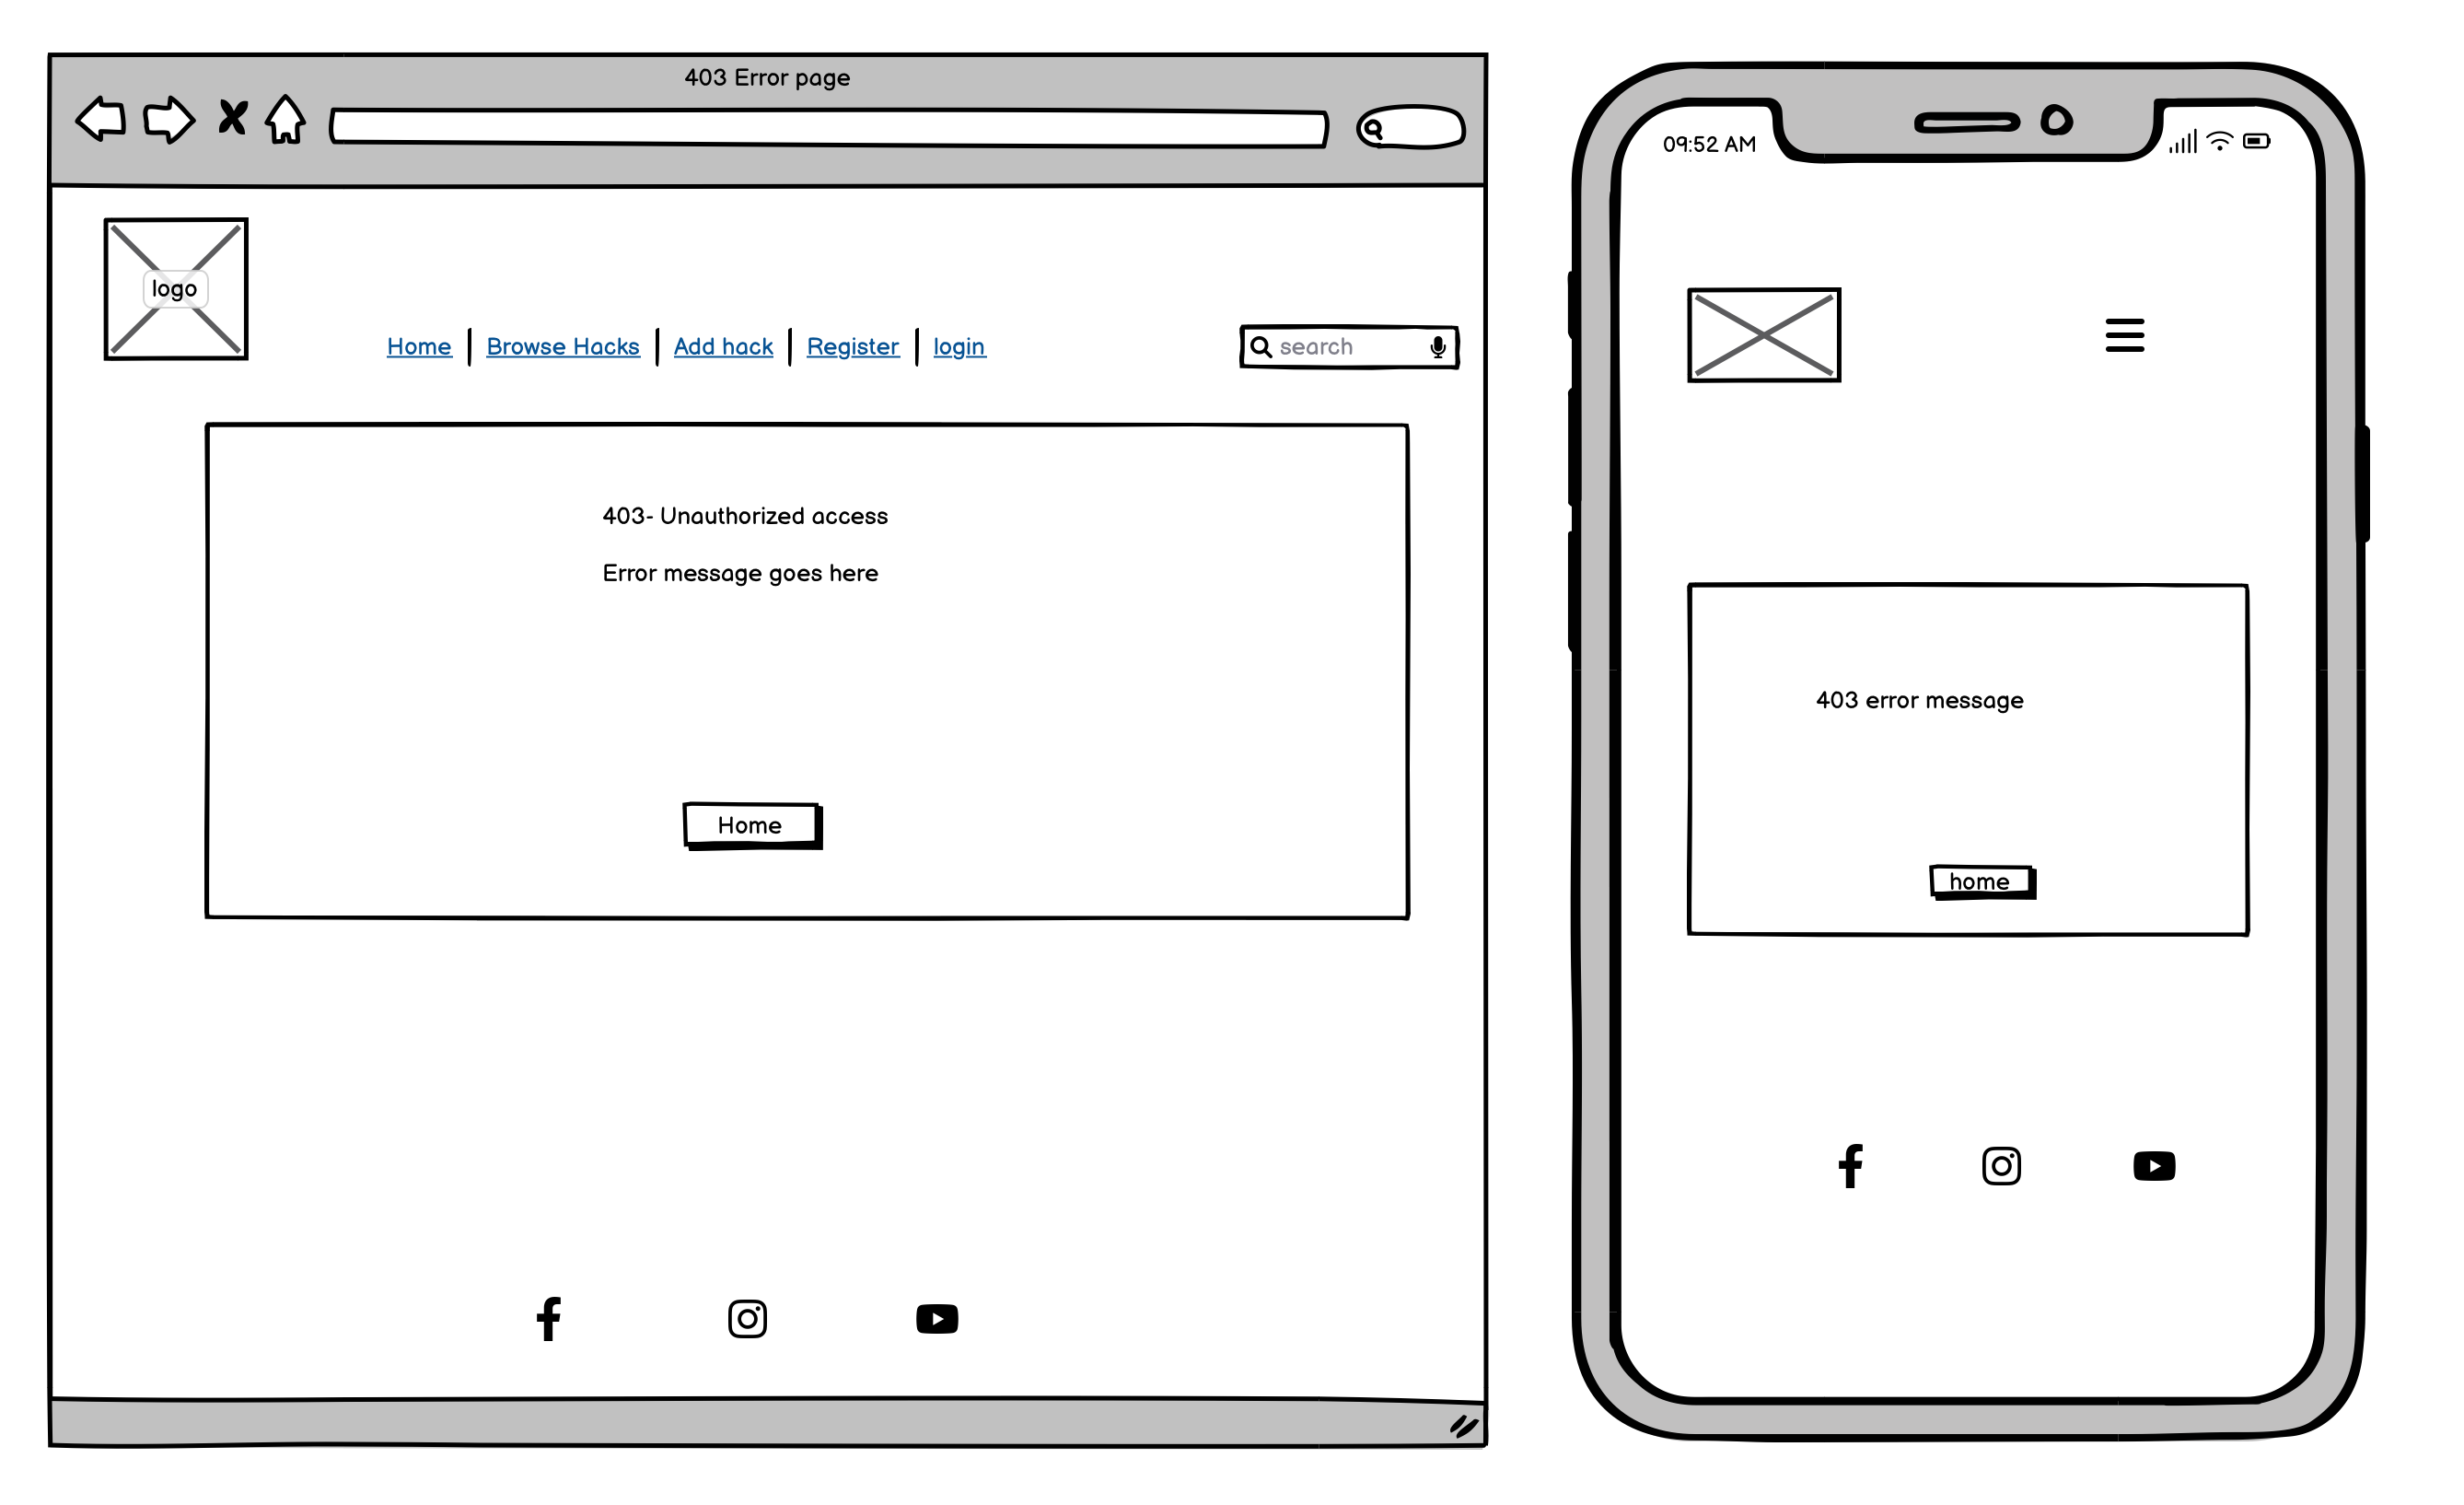 403 Error page
logo
Home | Browse Hacks | Add hack | Register | login
search
403- Unauthorized access
Error message goes here
Home
09:52 AM
403 error message
home